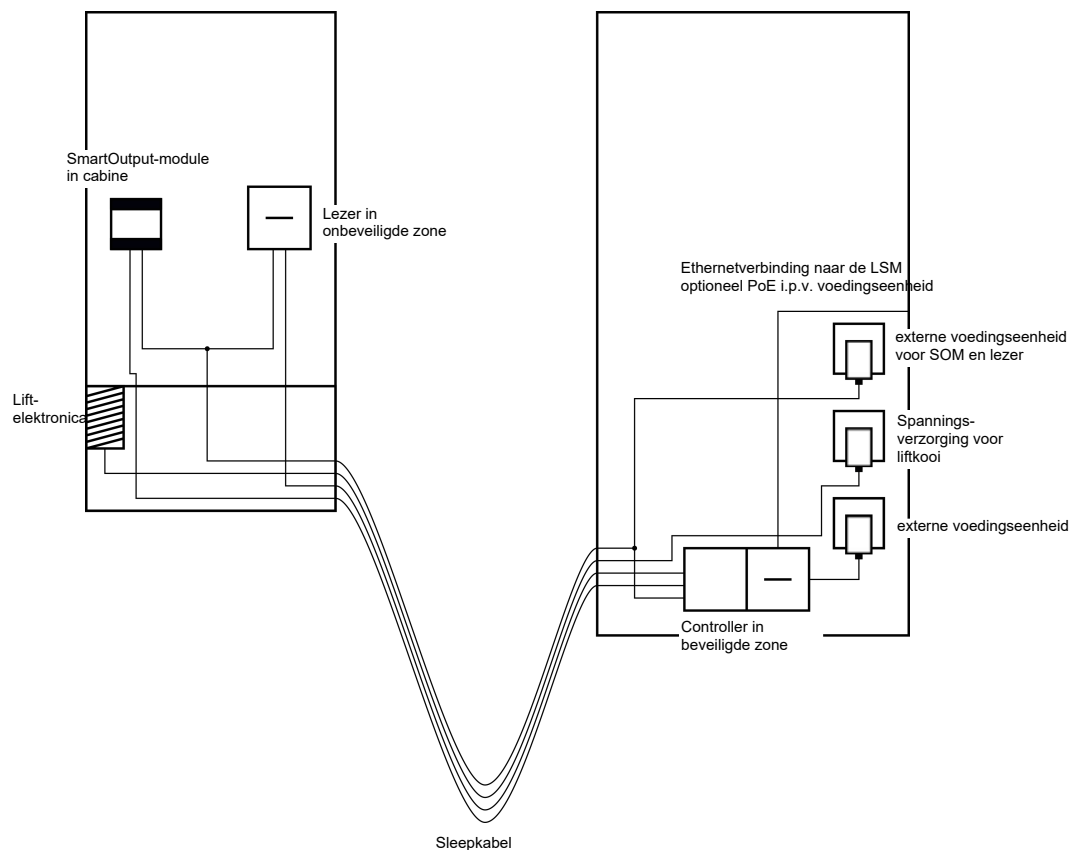 SmartOutput-module
in cabine
Lezer in
onbeveiligde zone
Lift-
elektronica
Ethernetverbinding naar de LSM
optioneel PoE i.p.v. voedingseenheid
externe voedingseenheid
voor SOM en lezer
Spannings-
verzorging voor
liftkooi
externe voedingseenheid
Controller in
beveiligde zone
Sleepkabel